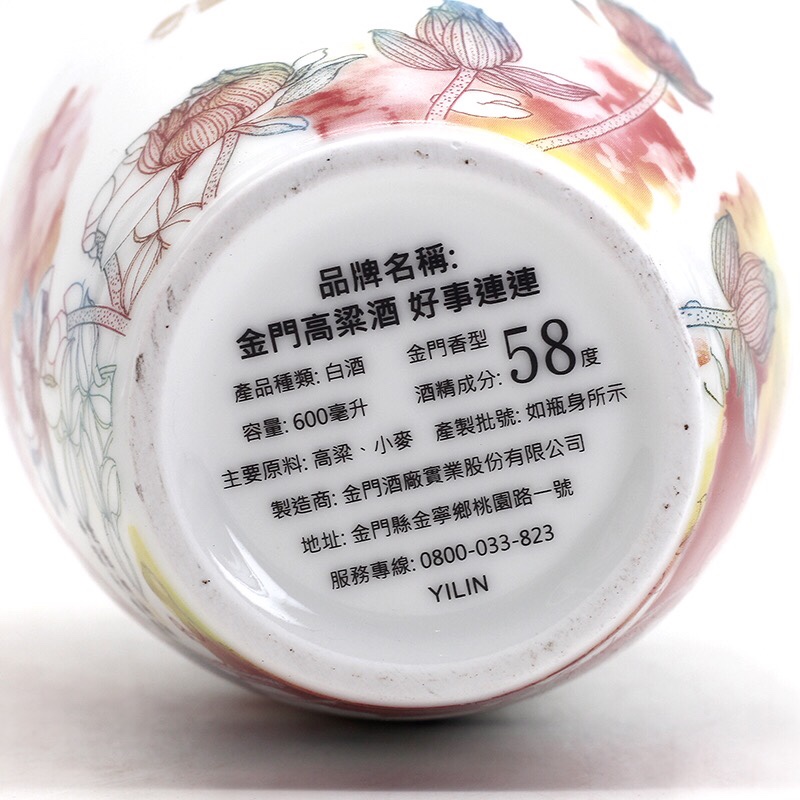 品牌名稱:
金門高粱酒 好事連連
產品種類: 白酒 金門香型
容量: 600毫升 酒精成分: 58度
主要原料: 高粱、小麥 產製批號: 如瓶身所示
製造商: 金門酒廠實業股份有限公司
地址: 金門縣金寧鄉桃園路一號
服務專線: 0800-033-823
YILIN